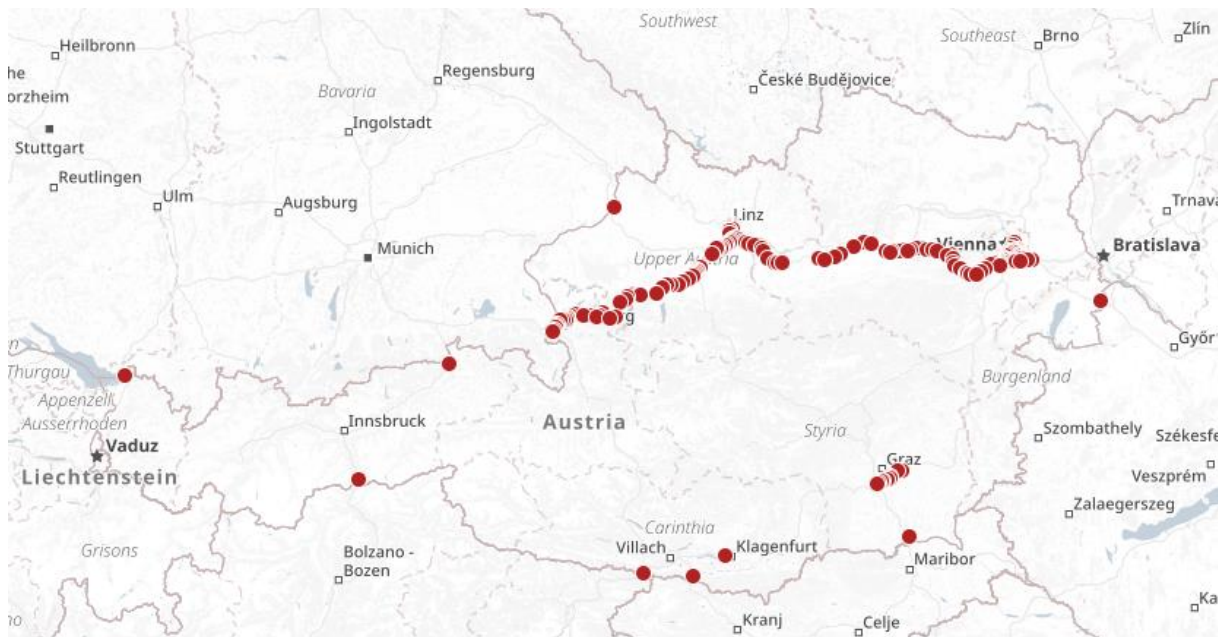 Southwest
Southeast
Brno
Zlín
Heilbronn
he
orzheim
Regensburg
České Budějovice
Bavaria
Ingolstadt
Stuttgart
Reutlingen
Ulm
Augsburg
Linz
Trnava
Munich
Upper Austria
Vienna
Bratislava
rg
n
Thurgau
Győr
Appenzell
Ausserrhoden
Burgenland
Innsbruck
Austria
Styria
Szombathely
Székesfe
Vaduz
Liechtenstein
Graz
Veszprém
Zalaegerszeg
Carinthia
Grisons
Bolzano -
Bozen
Villach
Klagenfurt
Maribor
Ka
no
Kranj
Celje